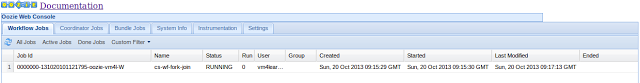 Documentation
Oozie Web Console
Workflow Jobs Coordinator Jobs Bundle Jobs System Info Instrumentation Settings
All Jobs Active Jobs Done Jobs Custom Filter
Job Id Name Status Run User Group Created Started Last Modified Ended
1 0000000-131020101121795-oozie-vm4l-W cs-wf-fork-join RUNNING 0 vm4lear... Sun, 20 Oct 2013 09:15:29 GMT Sun, 20 Oct 2013 09:15:30 GMT Sun, 20 Oct 2013 09:17:13 GMT